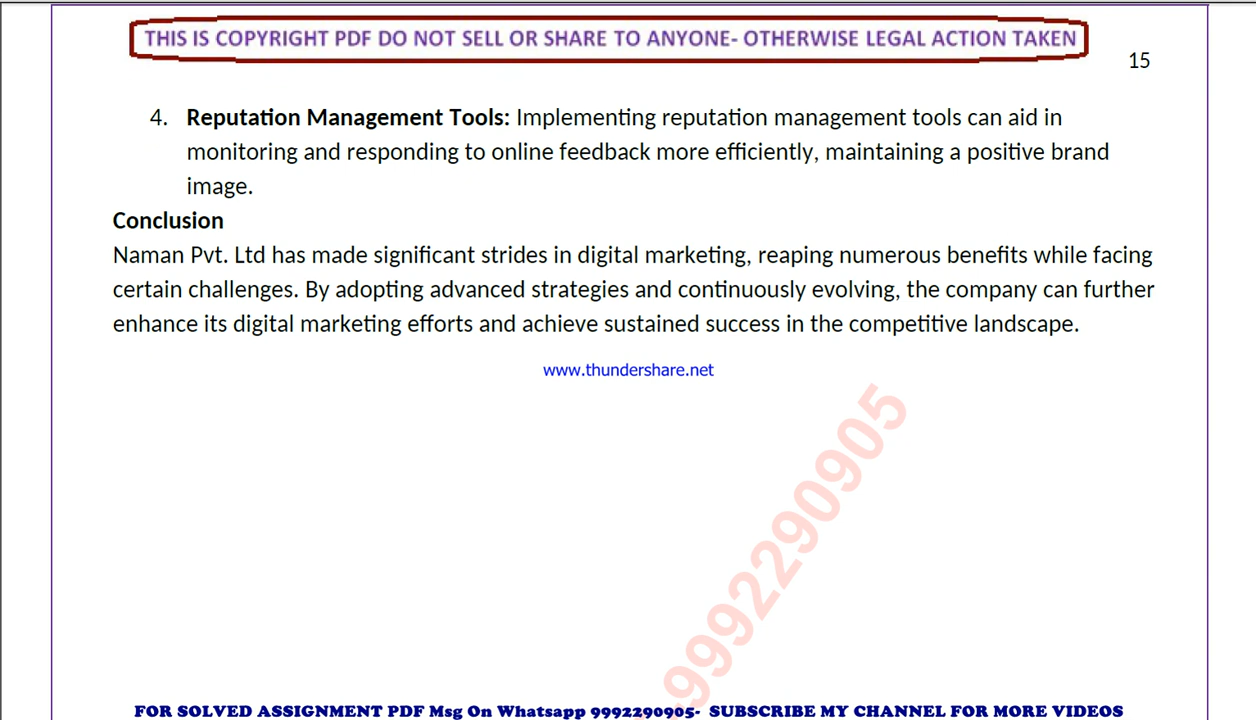 THIS IS COPYRIGHT PDF DO NOT SELL OR SHARE TO ANYONE- OTHERWISE LEGAL ACTION TAKEN
15
4. Reputation Management Tools: Implementing reputation management tools can aid in
monitoring and responding to online feedback more efficiently, maintaining a positive brand
image.
Conclusion
Naman Pvt. Ltd has made significant strides in digital marketing, reaping numerous benefits while facing
certain challenges. By adopting advanced strategies and continuously evolving, the company can further
enhance its digital marketing efforts and achieve sustained success in the competitive landscape.
www.thundershare.net
9992290905
FOR SOLVED ASSIGNMENT PDF Msg On Whatsapp 9992290905- SUBSCRIBE MY CHANNEL FOR MORE VIDEOS